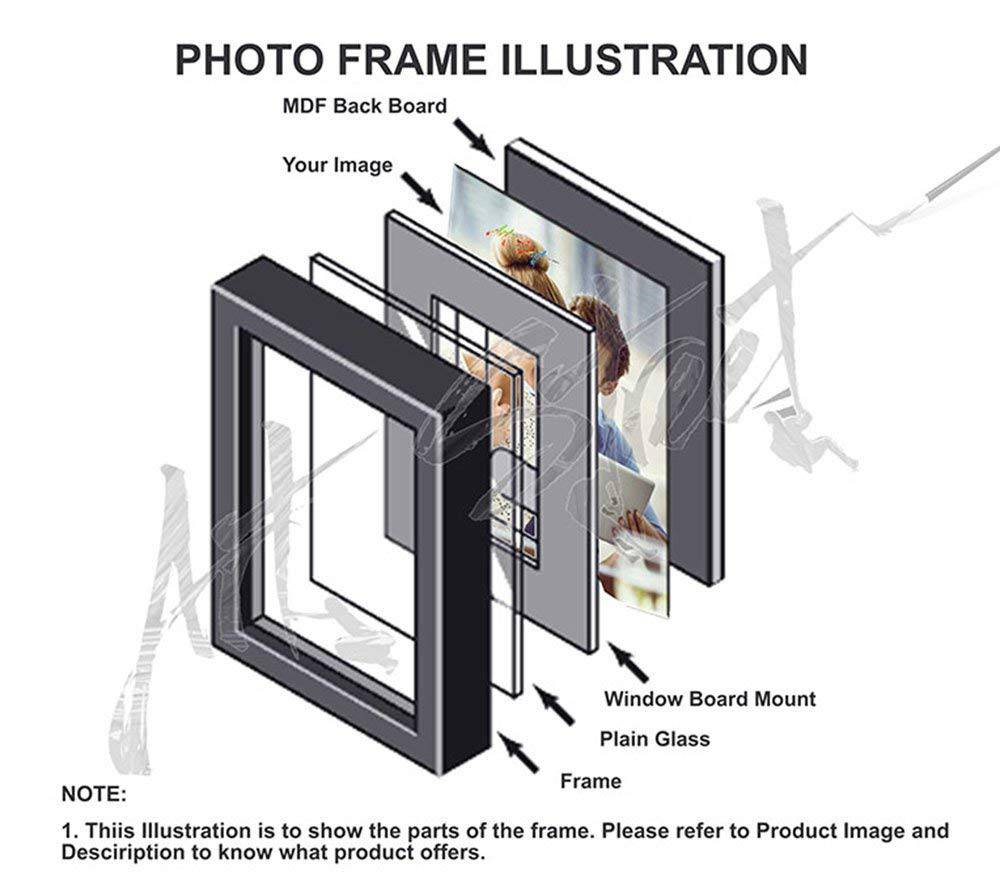 PHOTO FRAME ILLUSTRATION
MDF Back Board
Your Image
Window Board Mount
Plain Glass
Frame
NOTE:
1. Thiis Illustration is to show the parts of the frame. Please refer to Product Image and
Desciription to know what product offers.